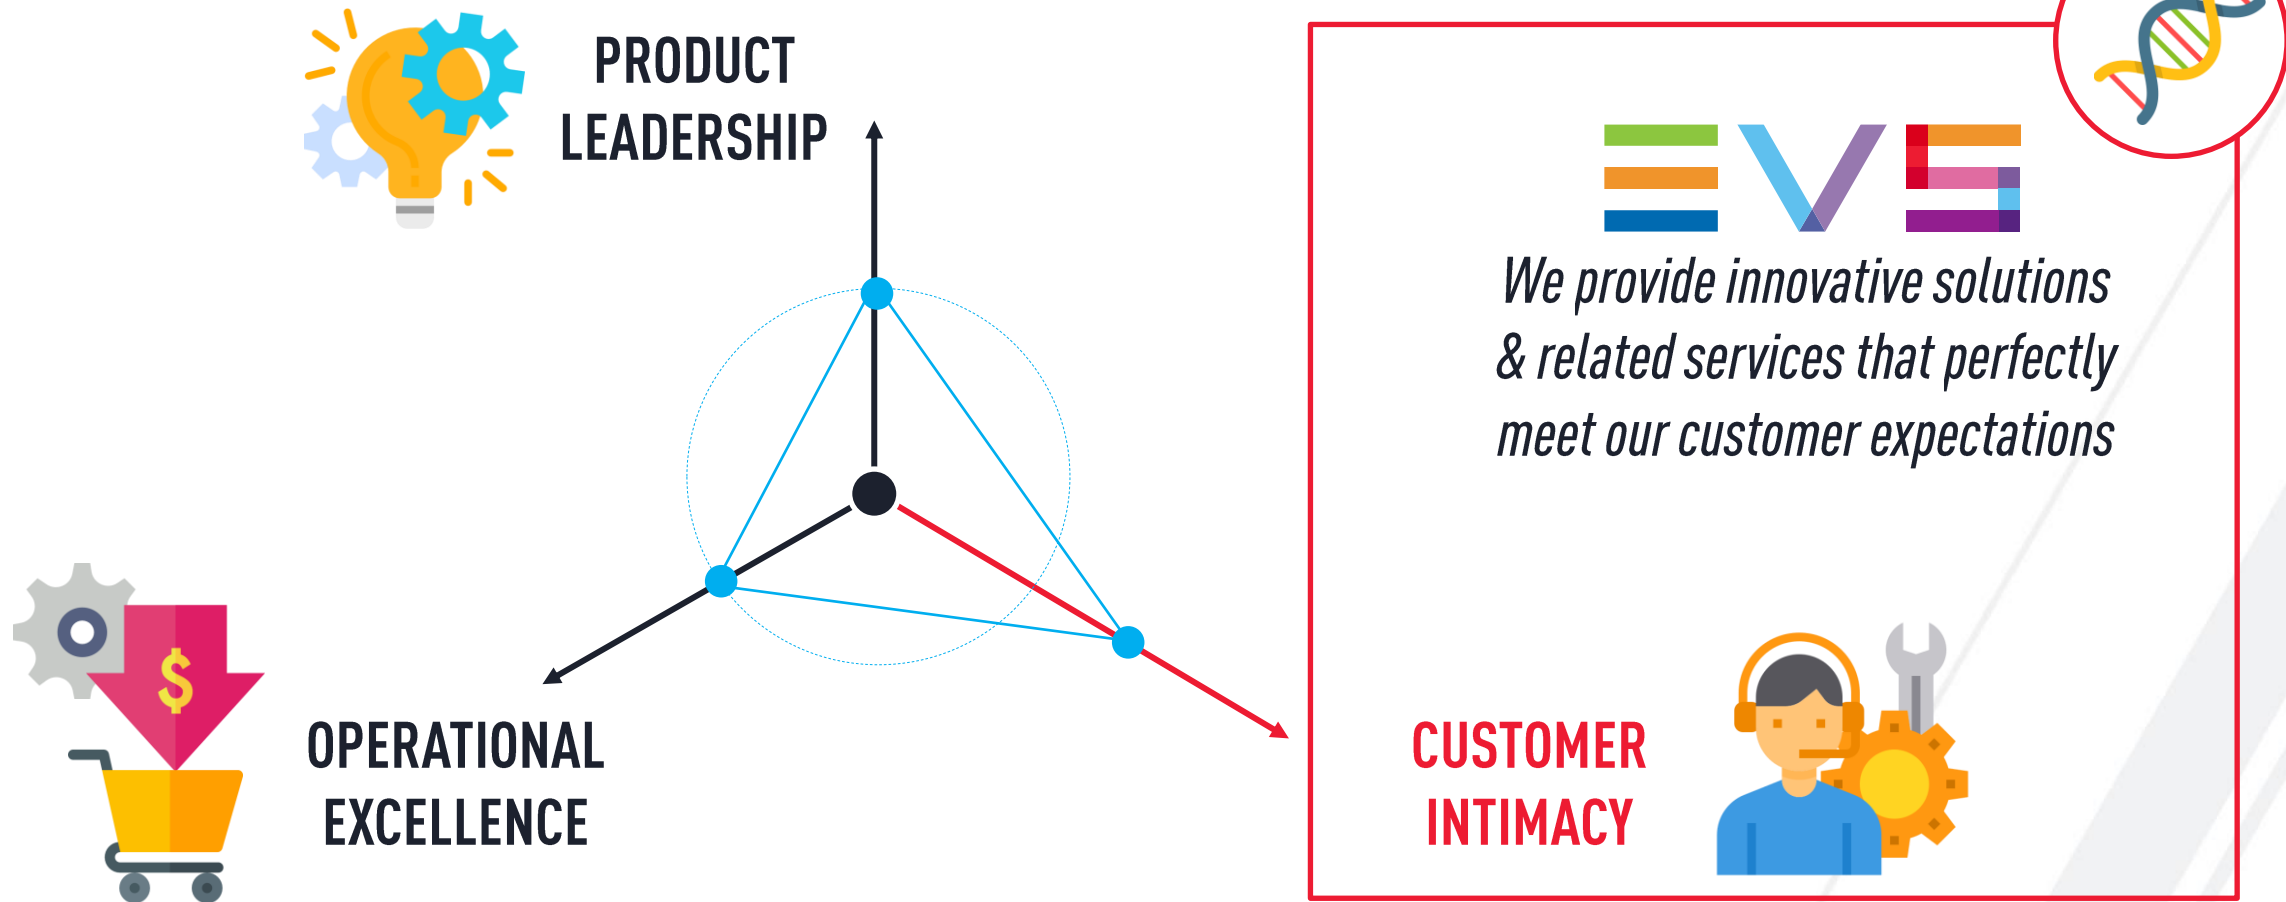 PRODUCT
LEADERSHIP
EVS
We provide innovative solutions
& related services that perfectly
meet our customer expectations
$
OPERATIONAL
EXCELLENCE
CUSTOMER
INTIMACY